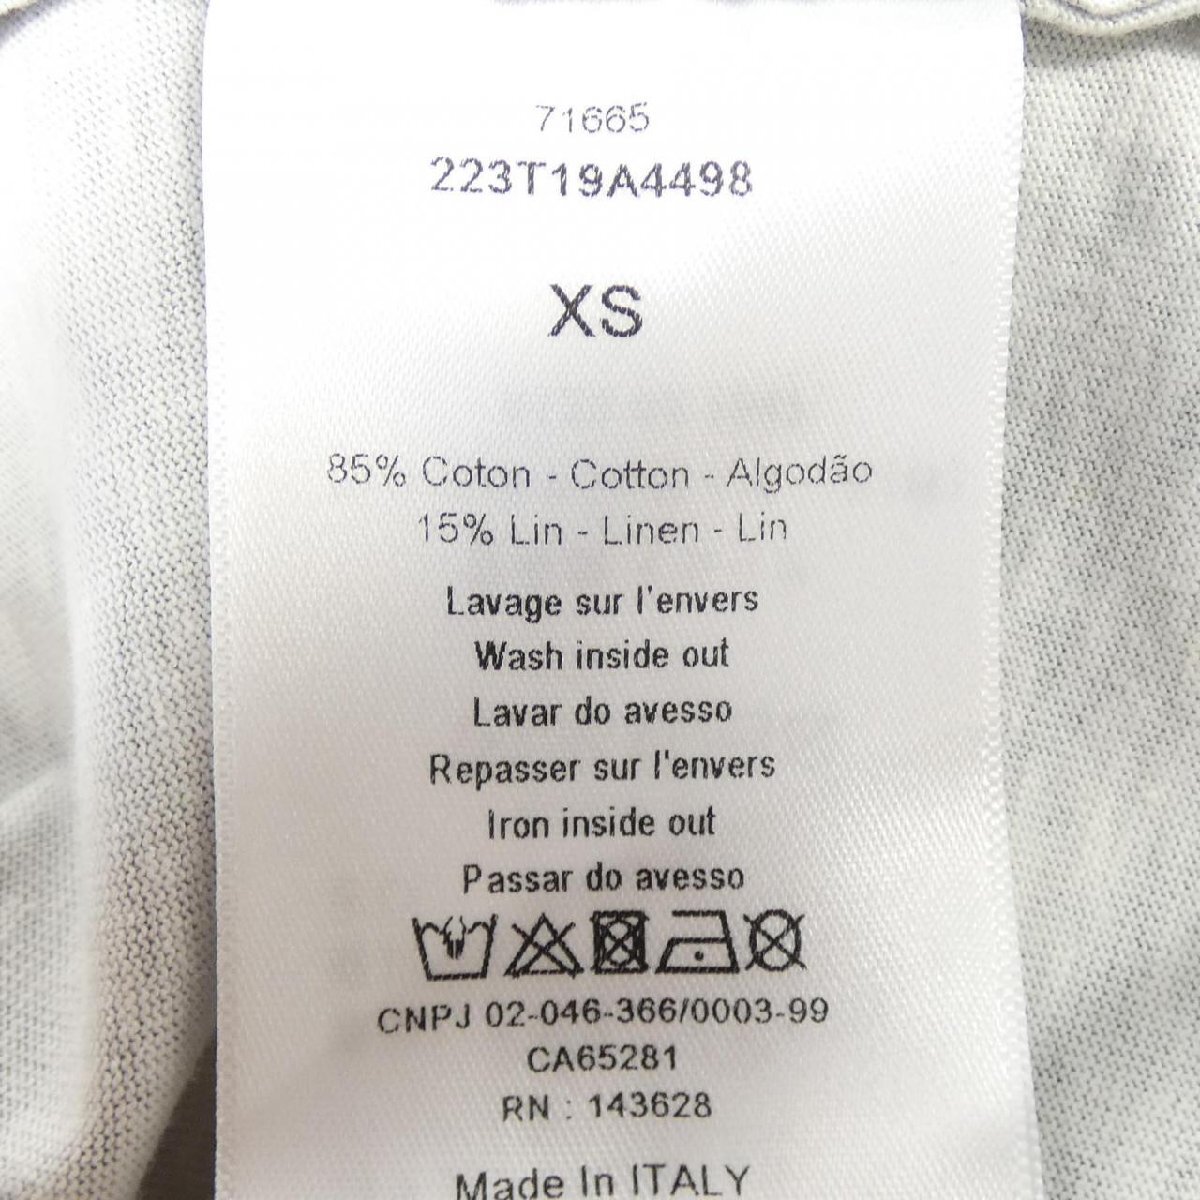 71665
223T19A4498
XS
85% Coton - Cotton - Algodão
15% Lin - Linen - Lin
Lavage sur l'envers
Wash inside out
Lavar do avesso
Repasser sur l'envers
Iron inside out
Passar do avesso
CNPJ 02-046-366/0003-99
CA65281
RN : 143628
Made In ITALY